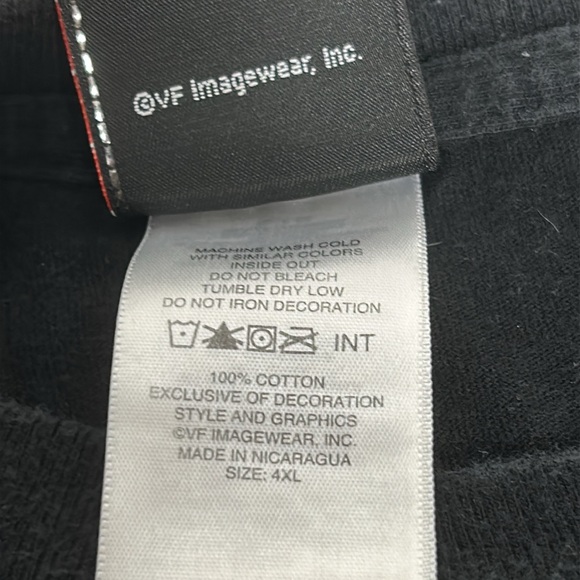 ©VF Imagewear, Inc.
MACHINE WASH COLD
WITH SIMILAR COLORS
INSIDE OUT
DO NOT BLEACH
TUMBLE DRY LOW
DO NOT IRON DECORATION
INT
100% COTTON
EXCLUSIVE OF DECORATION
STYLE AND GRAPHICS
©VF IMAGEWEAR, INC.
MADE IN NICARAGUA
SIZE: 4XL